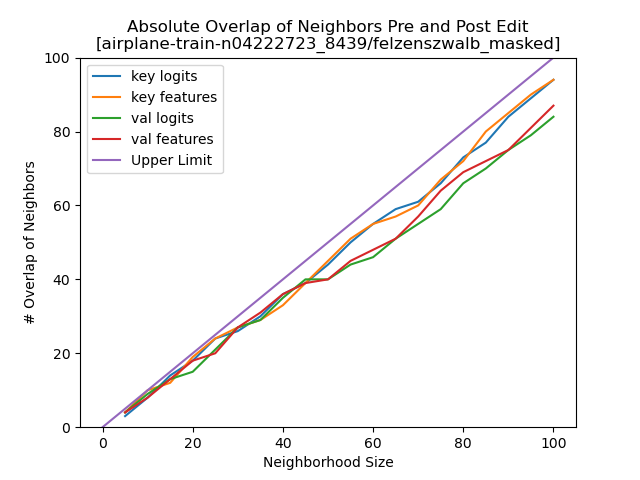 Absolute Overlap of Neighbors Pre and Post Edit
[airplane-train-n04222723_8439/felzenszwalb_masked]
key logits
key features
val logits
val features
Upper Limit
# Overlap of Neighbors
100
80
60
40
20
0
0 20 40 60 80 100
Neighborhood Size